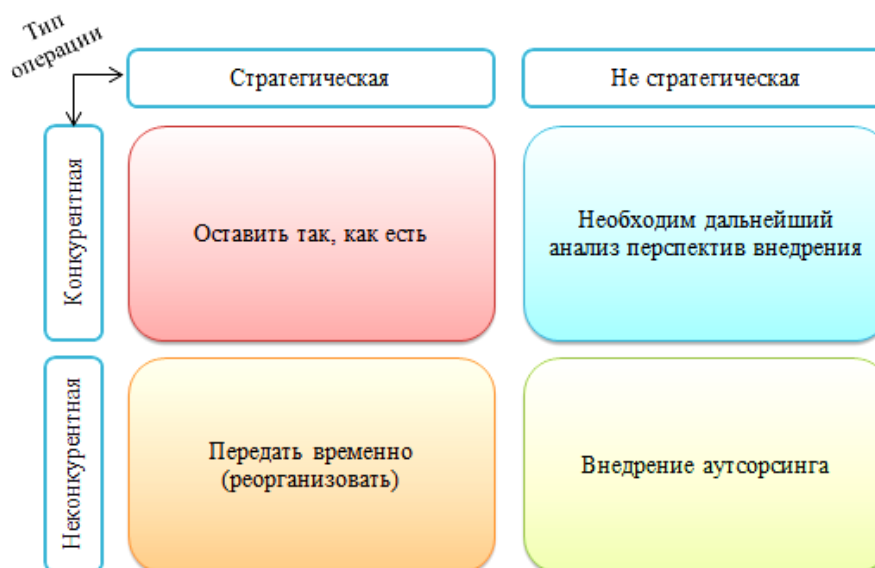 Тип
операции
Стратегическая
Не стратегическая
Конкурентная
Оставить так, как есть
Необходим дальнейший
анализ перспектив внедрения
Неконкурентная
Передать временно
(реорганизовать)
Внедрение аутсорсинга